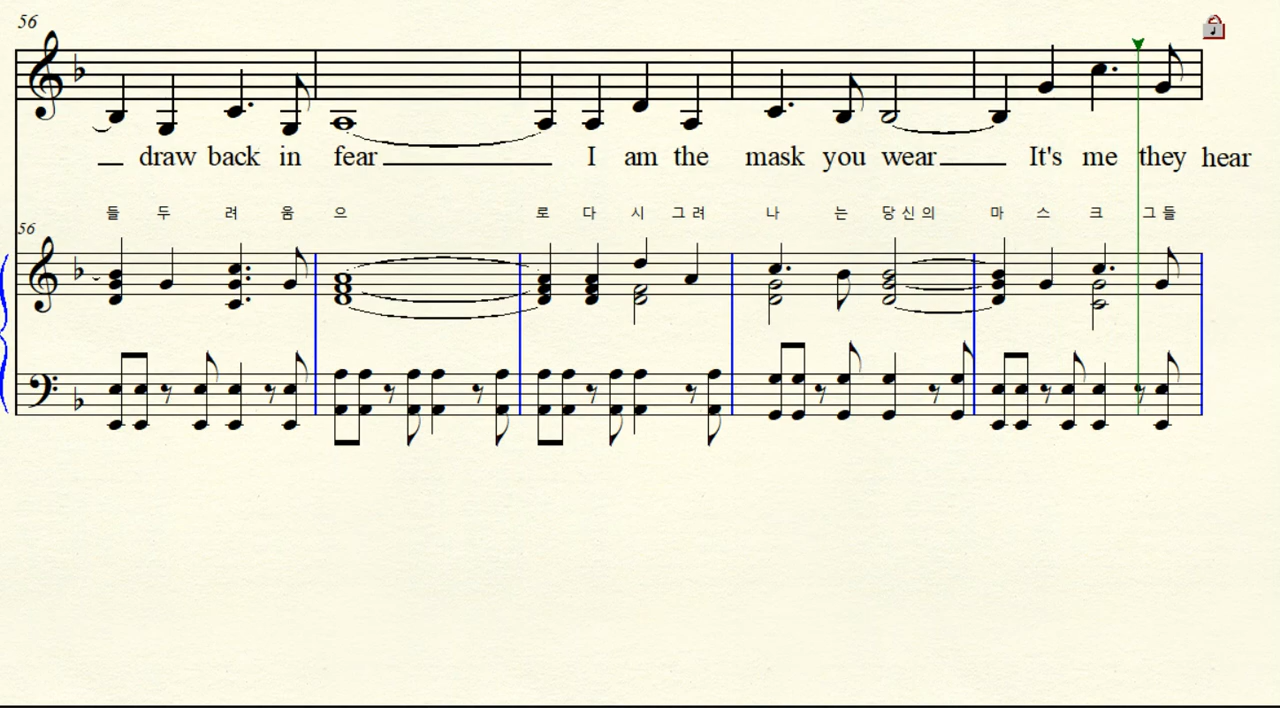 56
draw back in fear I am the mask you wear It's me they hear
들 두 려 움 으 로 다 시 그 려 나 는 당 신 의 마 스 크 그 들
56